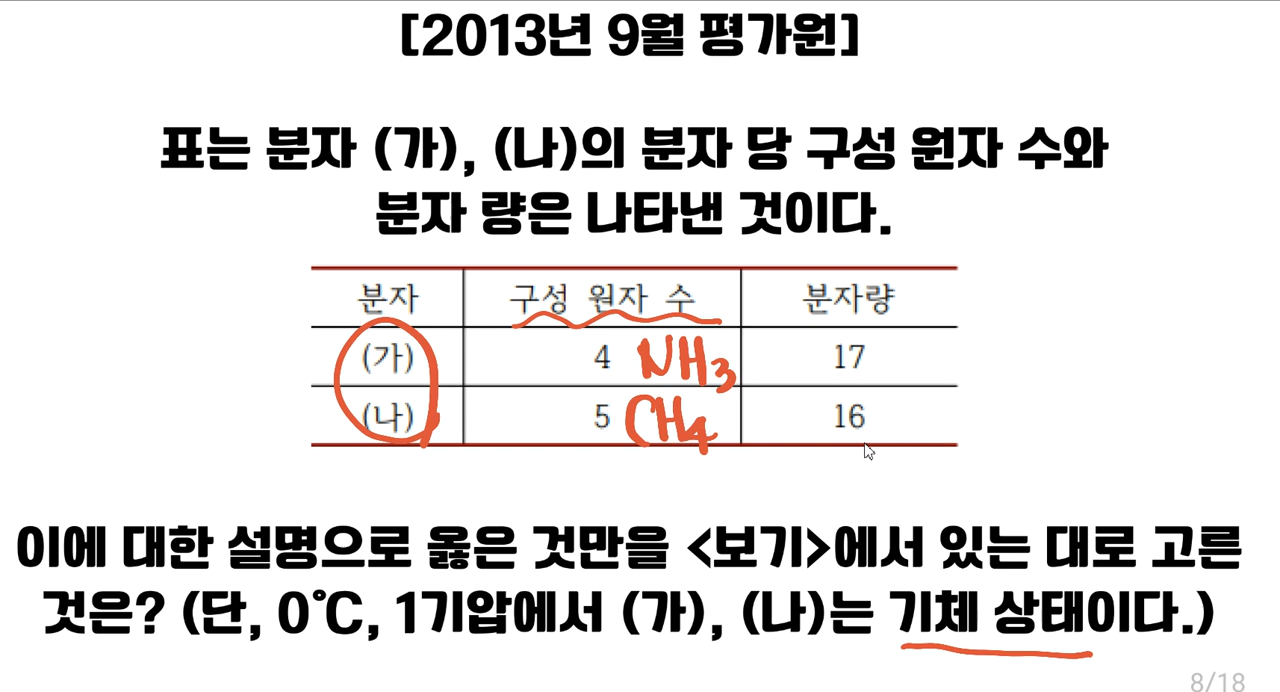 [2013년 9월 평가원]
표는 분자 (가), (나)의 분자 당 구성 원자 수와
분자 량은 나타낸 것이다.
분자 구성 원자 수 분자량
(가) 4 NH3 17
(나) 5 CH4 16
이에 대한 설명으로 옳은 것만을 <보기>에서 있는 대로 고른
것은? (단, 0℃, 1기압에서 (가), (나)는 기체 상태이다.)
8/18